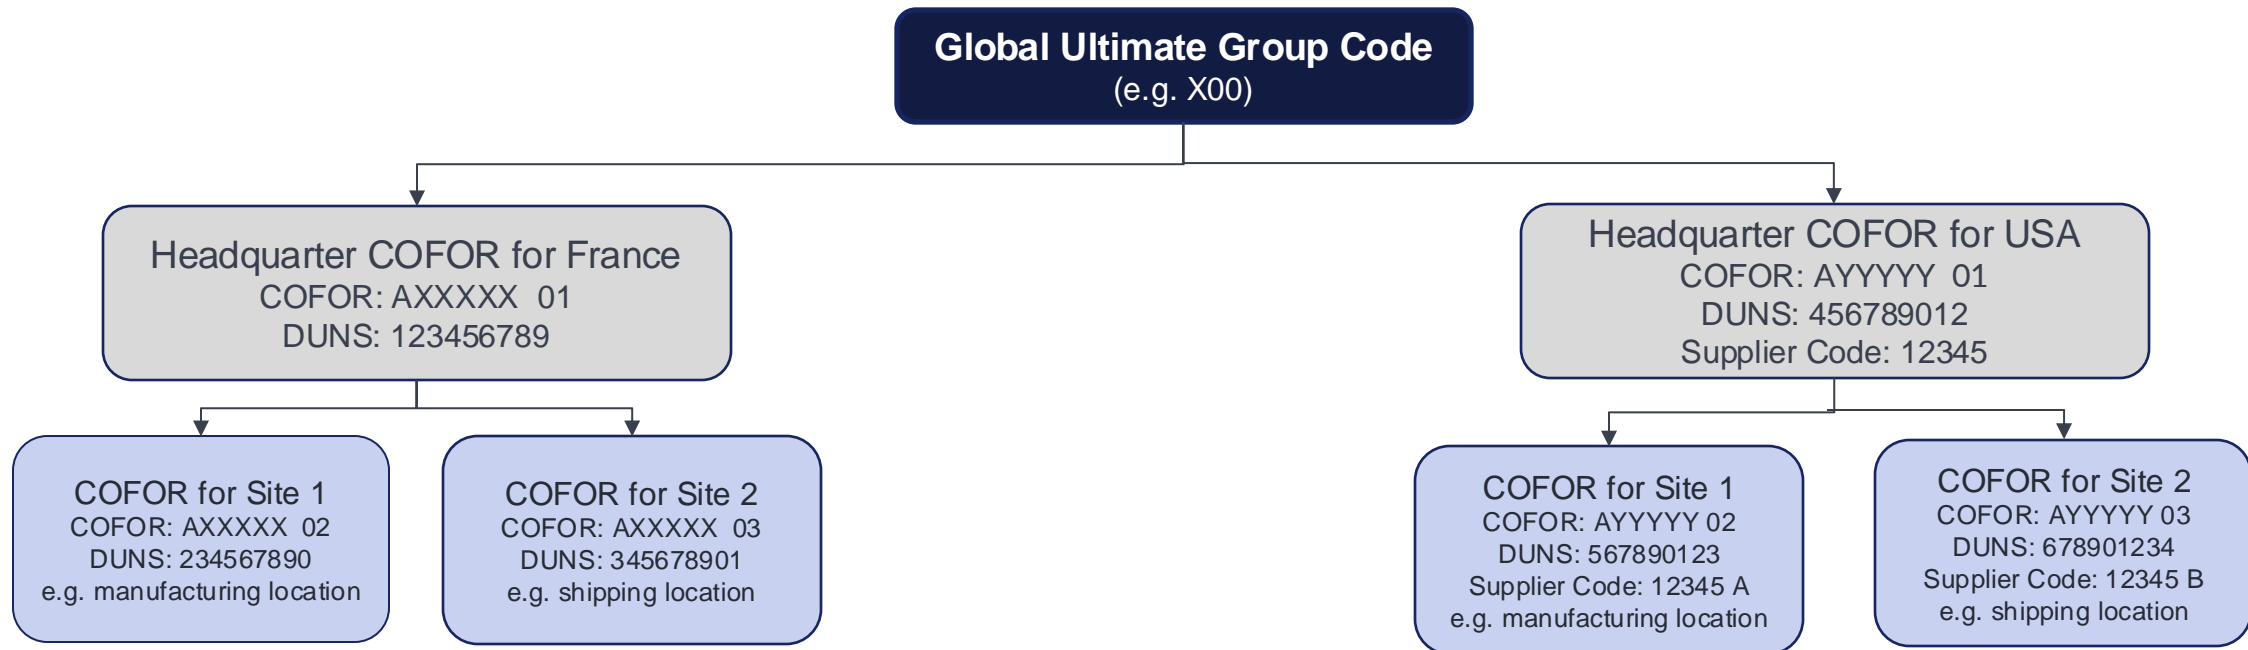 Global Ultimate Group Code
(e.g. X00)
Headquarter COFOR for France
COFOR: AXXXXX  01
DUNS: 123456789
Headquarter COFOR for USA
COFOR: AYYYYY  01
DUNS: 456789012
Supplier Code: 12345
COFOR for Site 1
COFOR: AXXXXX  02
DUNS: 234567890
e.g. manufacturing location
COFOR for Site 2
COFOR: AXXXXX  03
DUNS: 345678901
e.g. shipping location
COFOR for Site 1
COFOR: AYYYYY 02
DUNS: 567890123
Supplier Code: 12345 A
e.g. manufacturing location
COFOR for Site 2
COFOR: AYYYYY 03
DUNS: 678901234
Supplier Code: 12345 B
e.g. shipping location